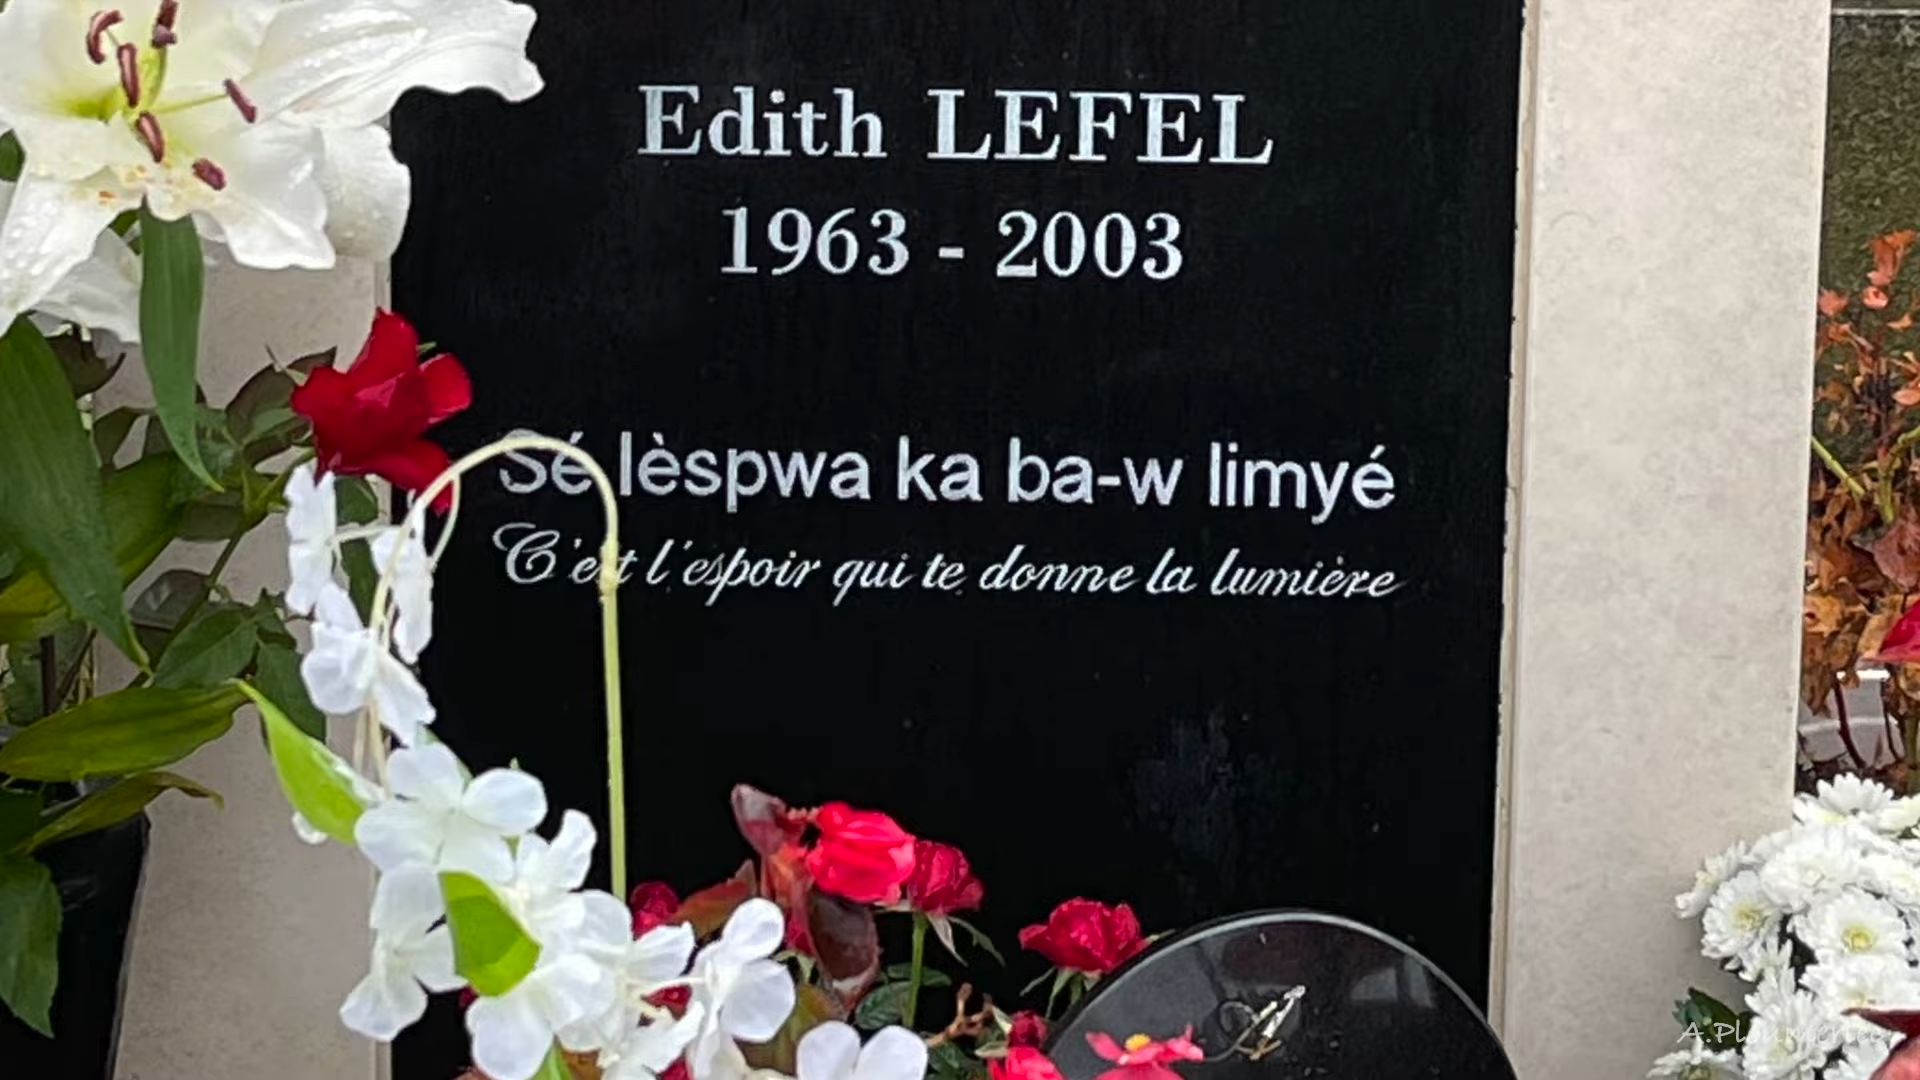 Edith LEFEL
1963 - 2003
Sé lèspwa ka ba-w limyé
C'est l'espoir qui te donne la lumière